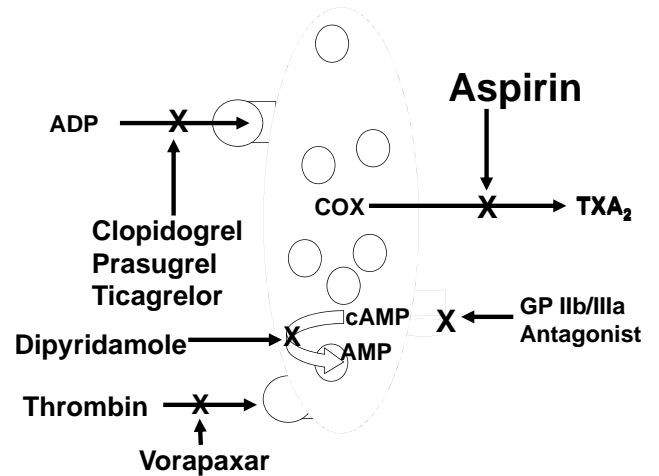 Aspirin
ADP
X
X
COX
TXA₂
Clopidogrel
Prasugrel
Ticagrelor
cAMP
X
GP IIb/IIIa
Antagonist
Dipyridamole
X
AMP
Thrombin
X
Vorapaxar